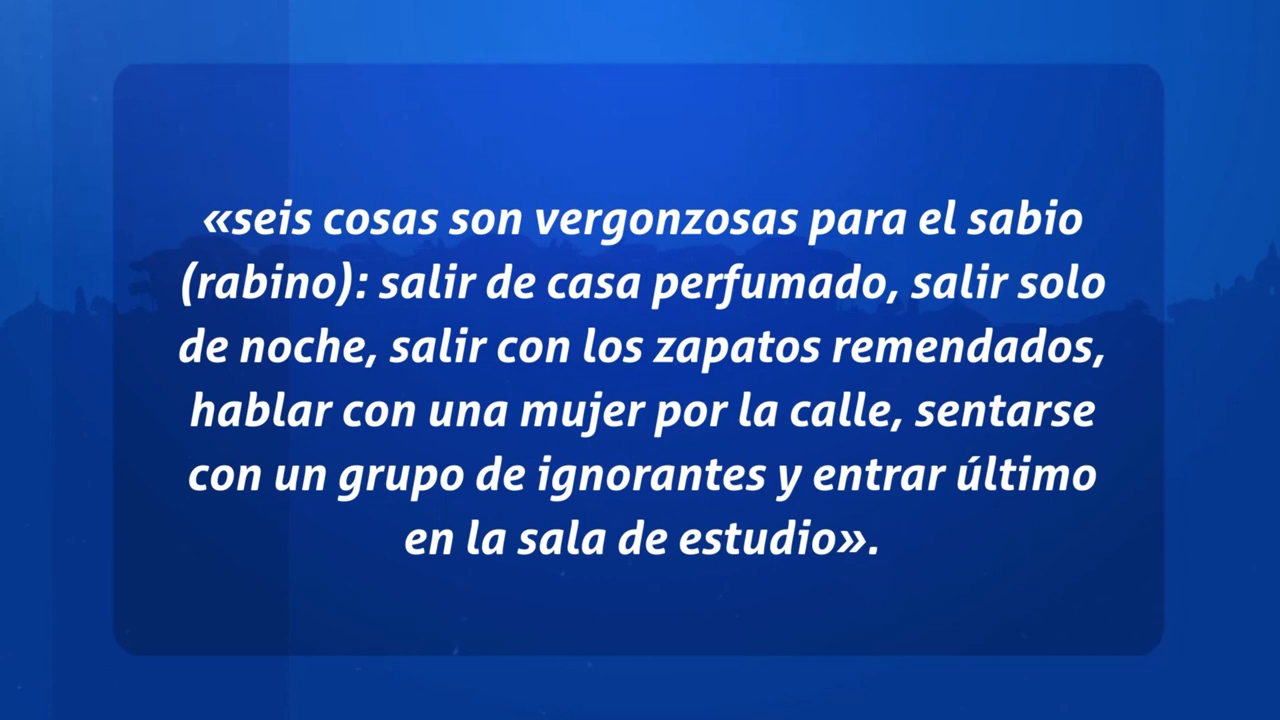 «seis cosas son vergonzosas para el sabio
(rabino): salir de casa perfumado, salir solo
de noche, salir con los zapatos remendados,
hablar con una mujer por la calle, sentarse
con un grupo de ignorantes y entrar último
en la sala de estudio».